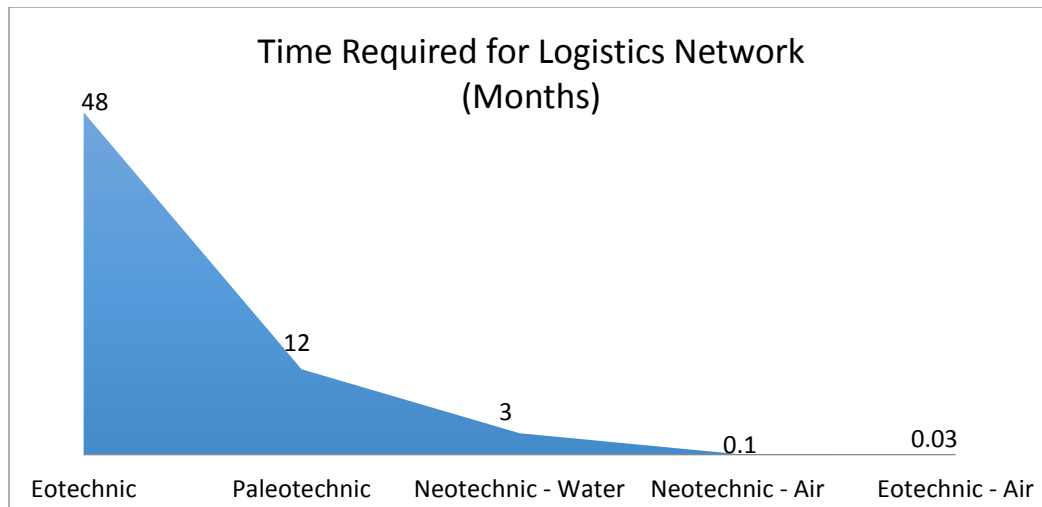 Time Required for Logistics Network
(Months)
48
12
3
0.1
0.03
Eotechnic
Paleotechnic
Neotechnic - Water
Neotechnic - Air
Eotechnic - Air